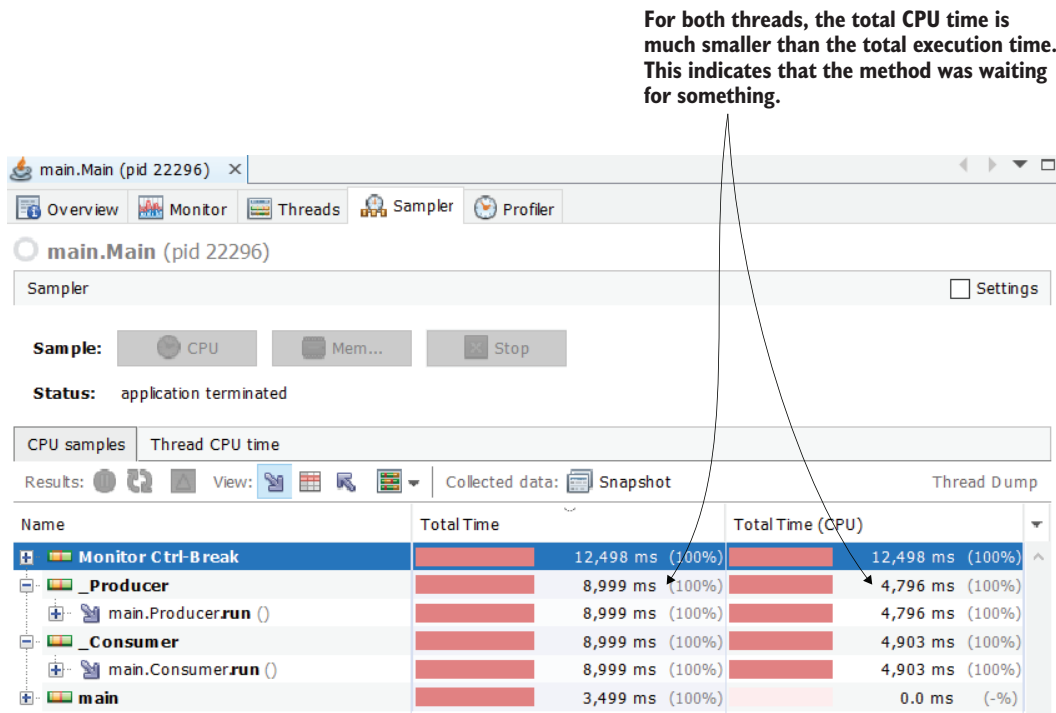 For both threads, the total CPU time is
much smaller than the total execution time.
This indicates that the method was waiting
for something.
main.Main (pid 22296) ×
Overview Monitor Threads Sampler Profiler
main.Main (pid 22296)
Sampler Settings
Sample: CPU Mem... Stop
Status: application terminated
CPU samples Thread CPU time
Results: View: Collected data: Snapshot Thread Dump
Name Total Time Total Time (CPU)
Monitor Ctrl-Break 12,498 ms (100%) 12,498 ms (100%)
_Producer 8,999 ms (100%) 4,796 ms (100%)
main.Producer.run () 8,999 ms (100%) 4,796 ms (100%)
_Consumer 8,999 ms (100%) 4,903 ms (100%)
main.Consumer.run () 8,999 ms (100%) 4,903 ms (100%)
main 3,499 ms (100%) 0.0 ms (-%)